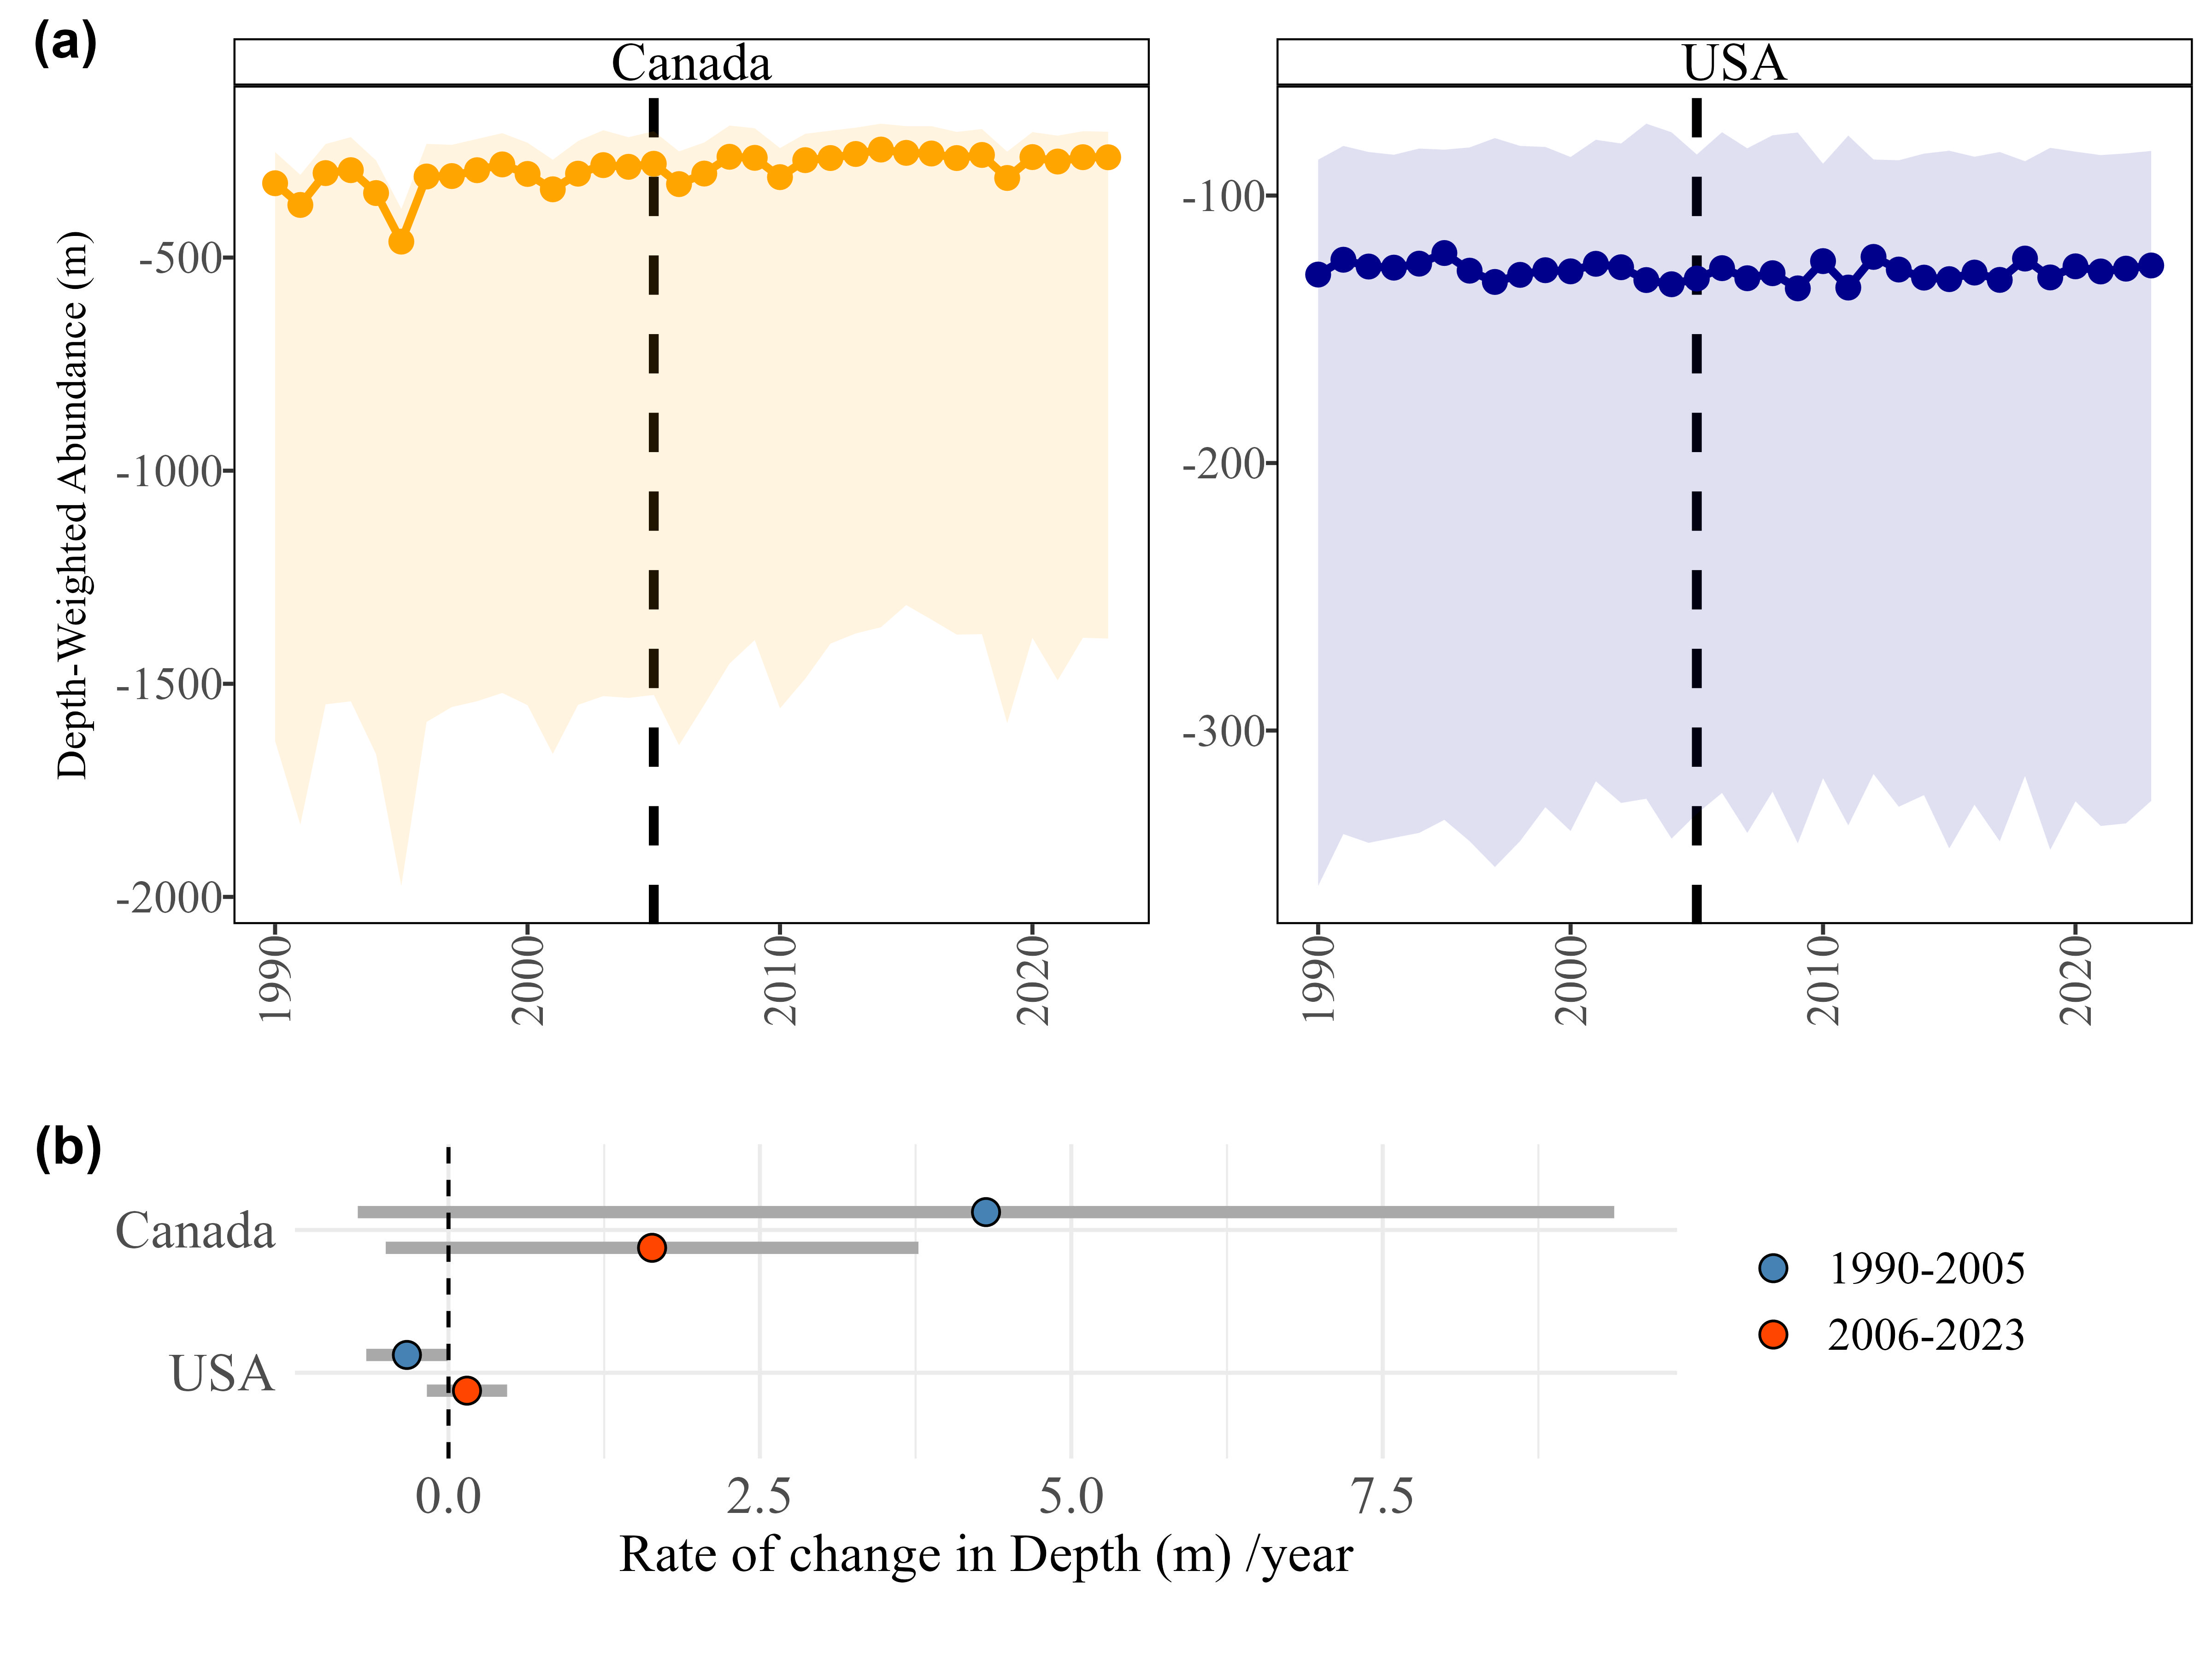 (a)
Canada
USA
Depth-Weighted Abundance (m)
-500
-1000
-1500
-2000
-100
-200
-300
1990
2000
2010
2020
1990
2000
2010
2020
(b)
Canada
USA
1990-2005
2006-2023
0.0
2.5
5.0
7.5
Rate of change in Depth (m) /year